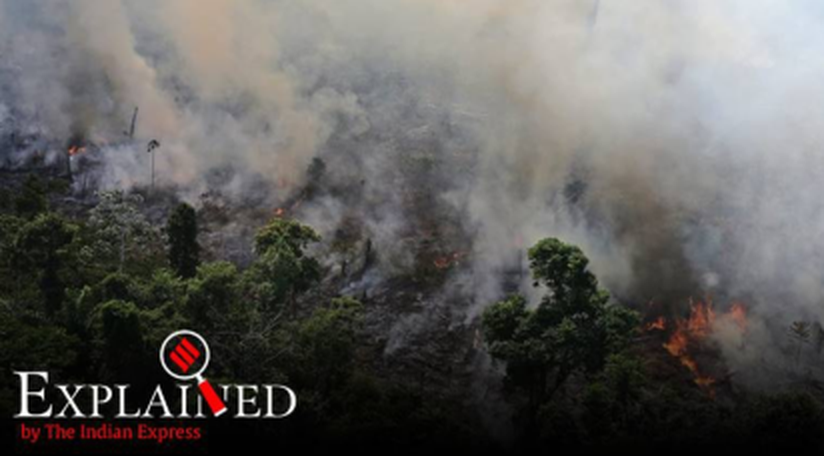 EXPLAINED
by The Indian Express